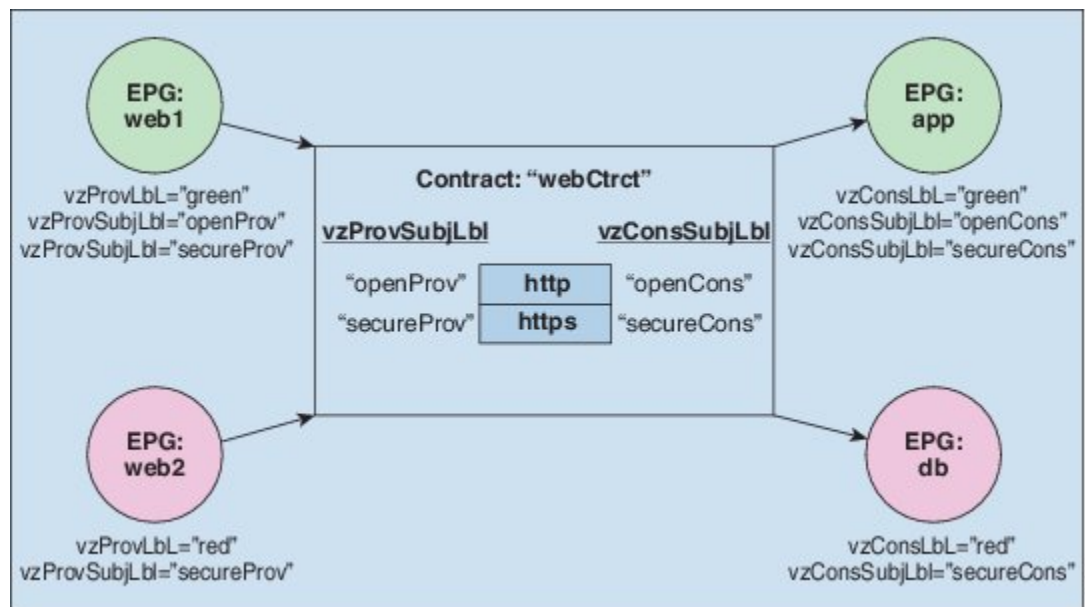 EPG:
web1
vzProvLbL="green"
vzProvSubjLbl="openProv"
vzProvSubjLbl="secureProv"
EPG:
app
vzConsLbL="green"
vzConsSubjLbl="openCons"
vzConsSubjLbl="secureCons"
Contract: “webCtrct”
vzProvSubjLbl vzConsSubjLbl
“openProv” http “openCons”
“secureProv” https “secureCons”
EPG:
web2
vzProvLbL="red"
vzProvSubjLbl="secureProv"
EPG:
db
vzConsLbL="red"
vzConsSubjLbl="secureCons"